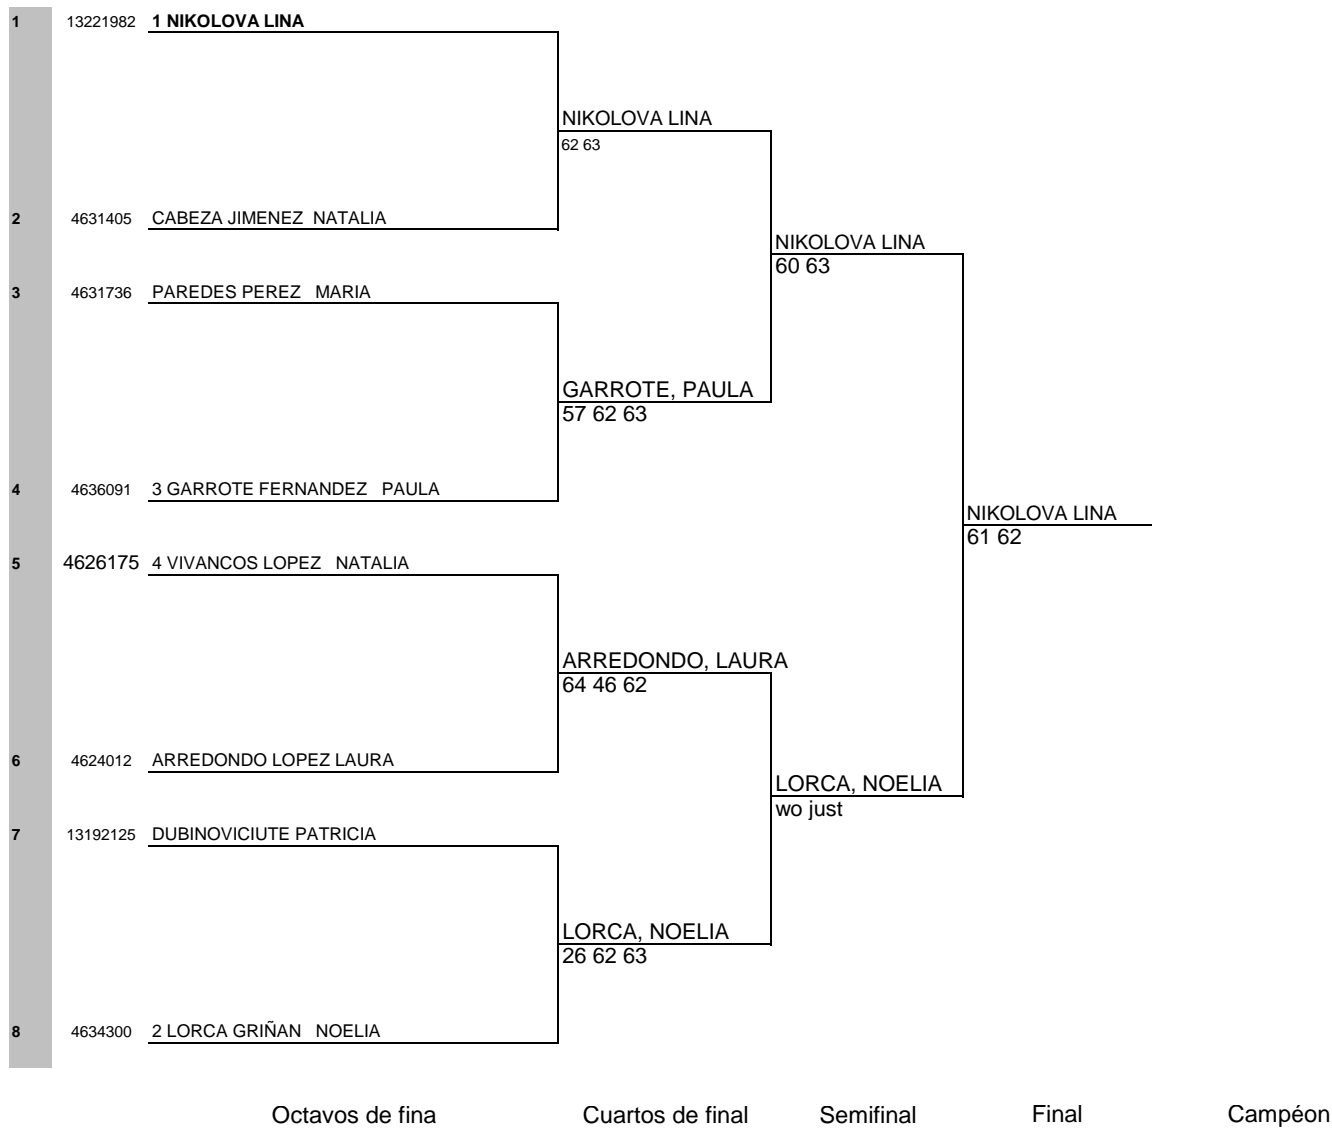 1 13221982 1 NIKOLOVA LINA
NIKOLOVA LINA
62 63
2 4631405 CABEZA JIMENEZ NATALIA
NIKOLOVA LINA
60 63
3 4631736 PAREDES PEREZ MARIA
GARROTE, PAULA
57 62 63
4 4636091 3 GARROTE FERNANDEZ PAULA
NIKOLOVA LINA
61 62
5 4626175 4 VIVANCOS LOPEZ NATALIA
ARREDONDO, LAURA
64 46 62
6 4624012 ARREDONDO LOPEZ LAURA
LORCA, NOELIA
wo just
7 13192125 DUBINOVICIUTE PATRICIA
LORCA, NOELIA
26 62 63
8 4634300 2 LORCA GRIÑAN NOELIA
Octavos de fina Cuartos de final Semifinal Final Campéon